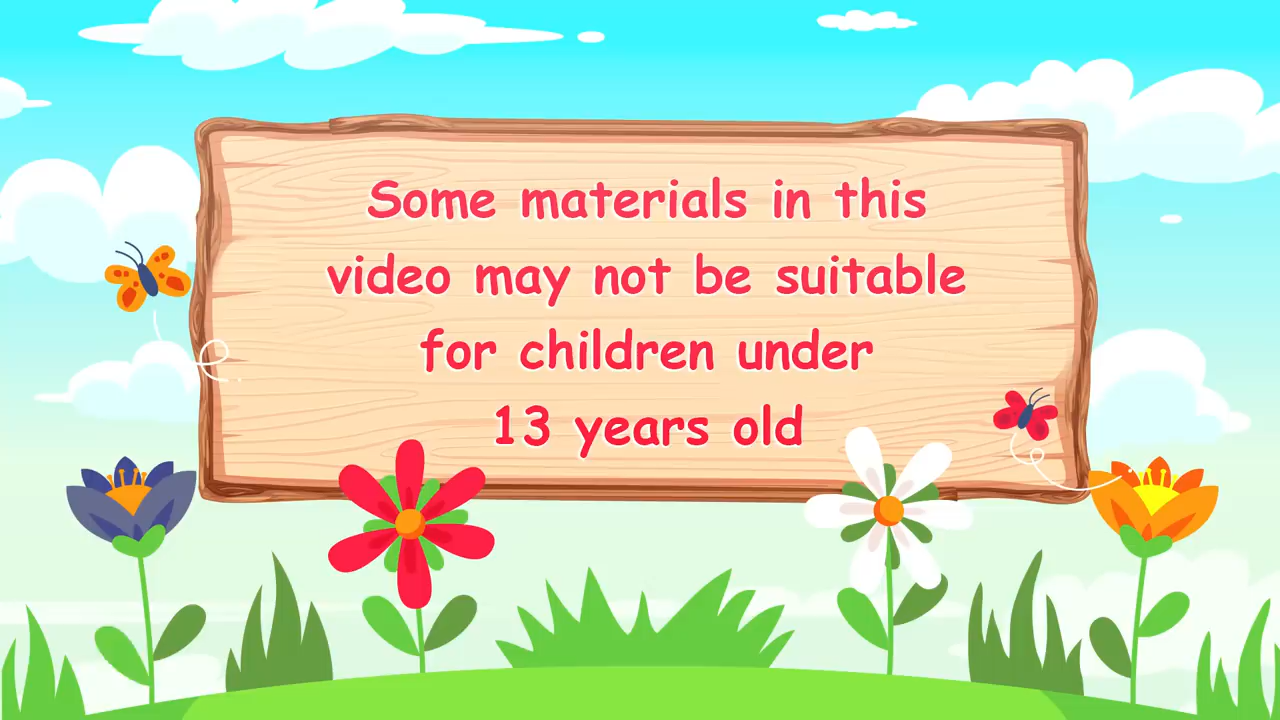 Some materials in this
video may not be suitable
for children under
13 years old